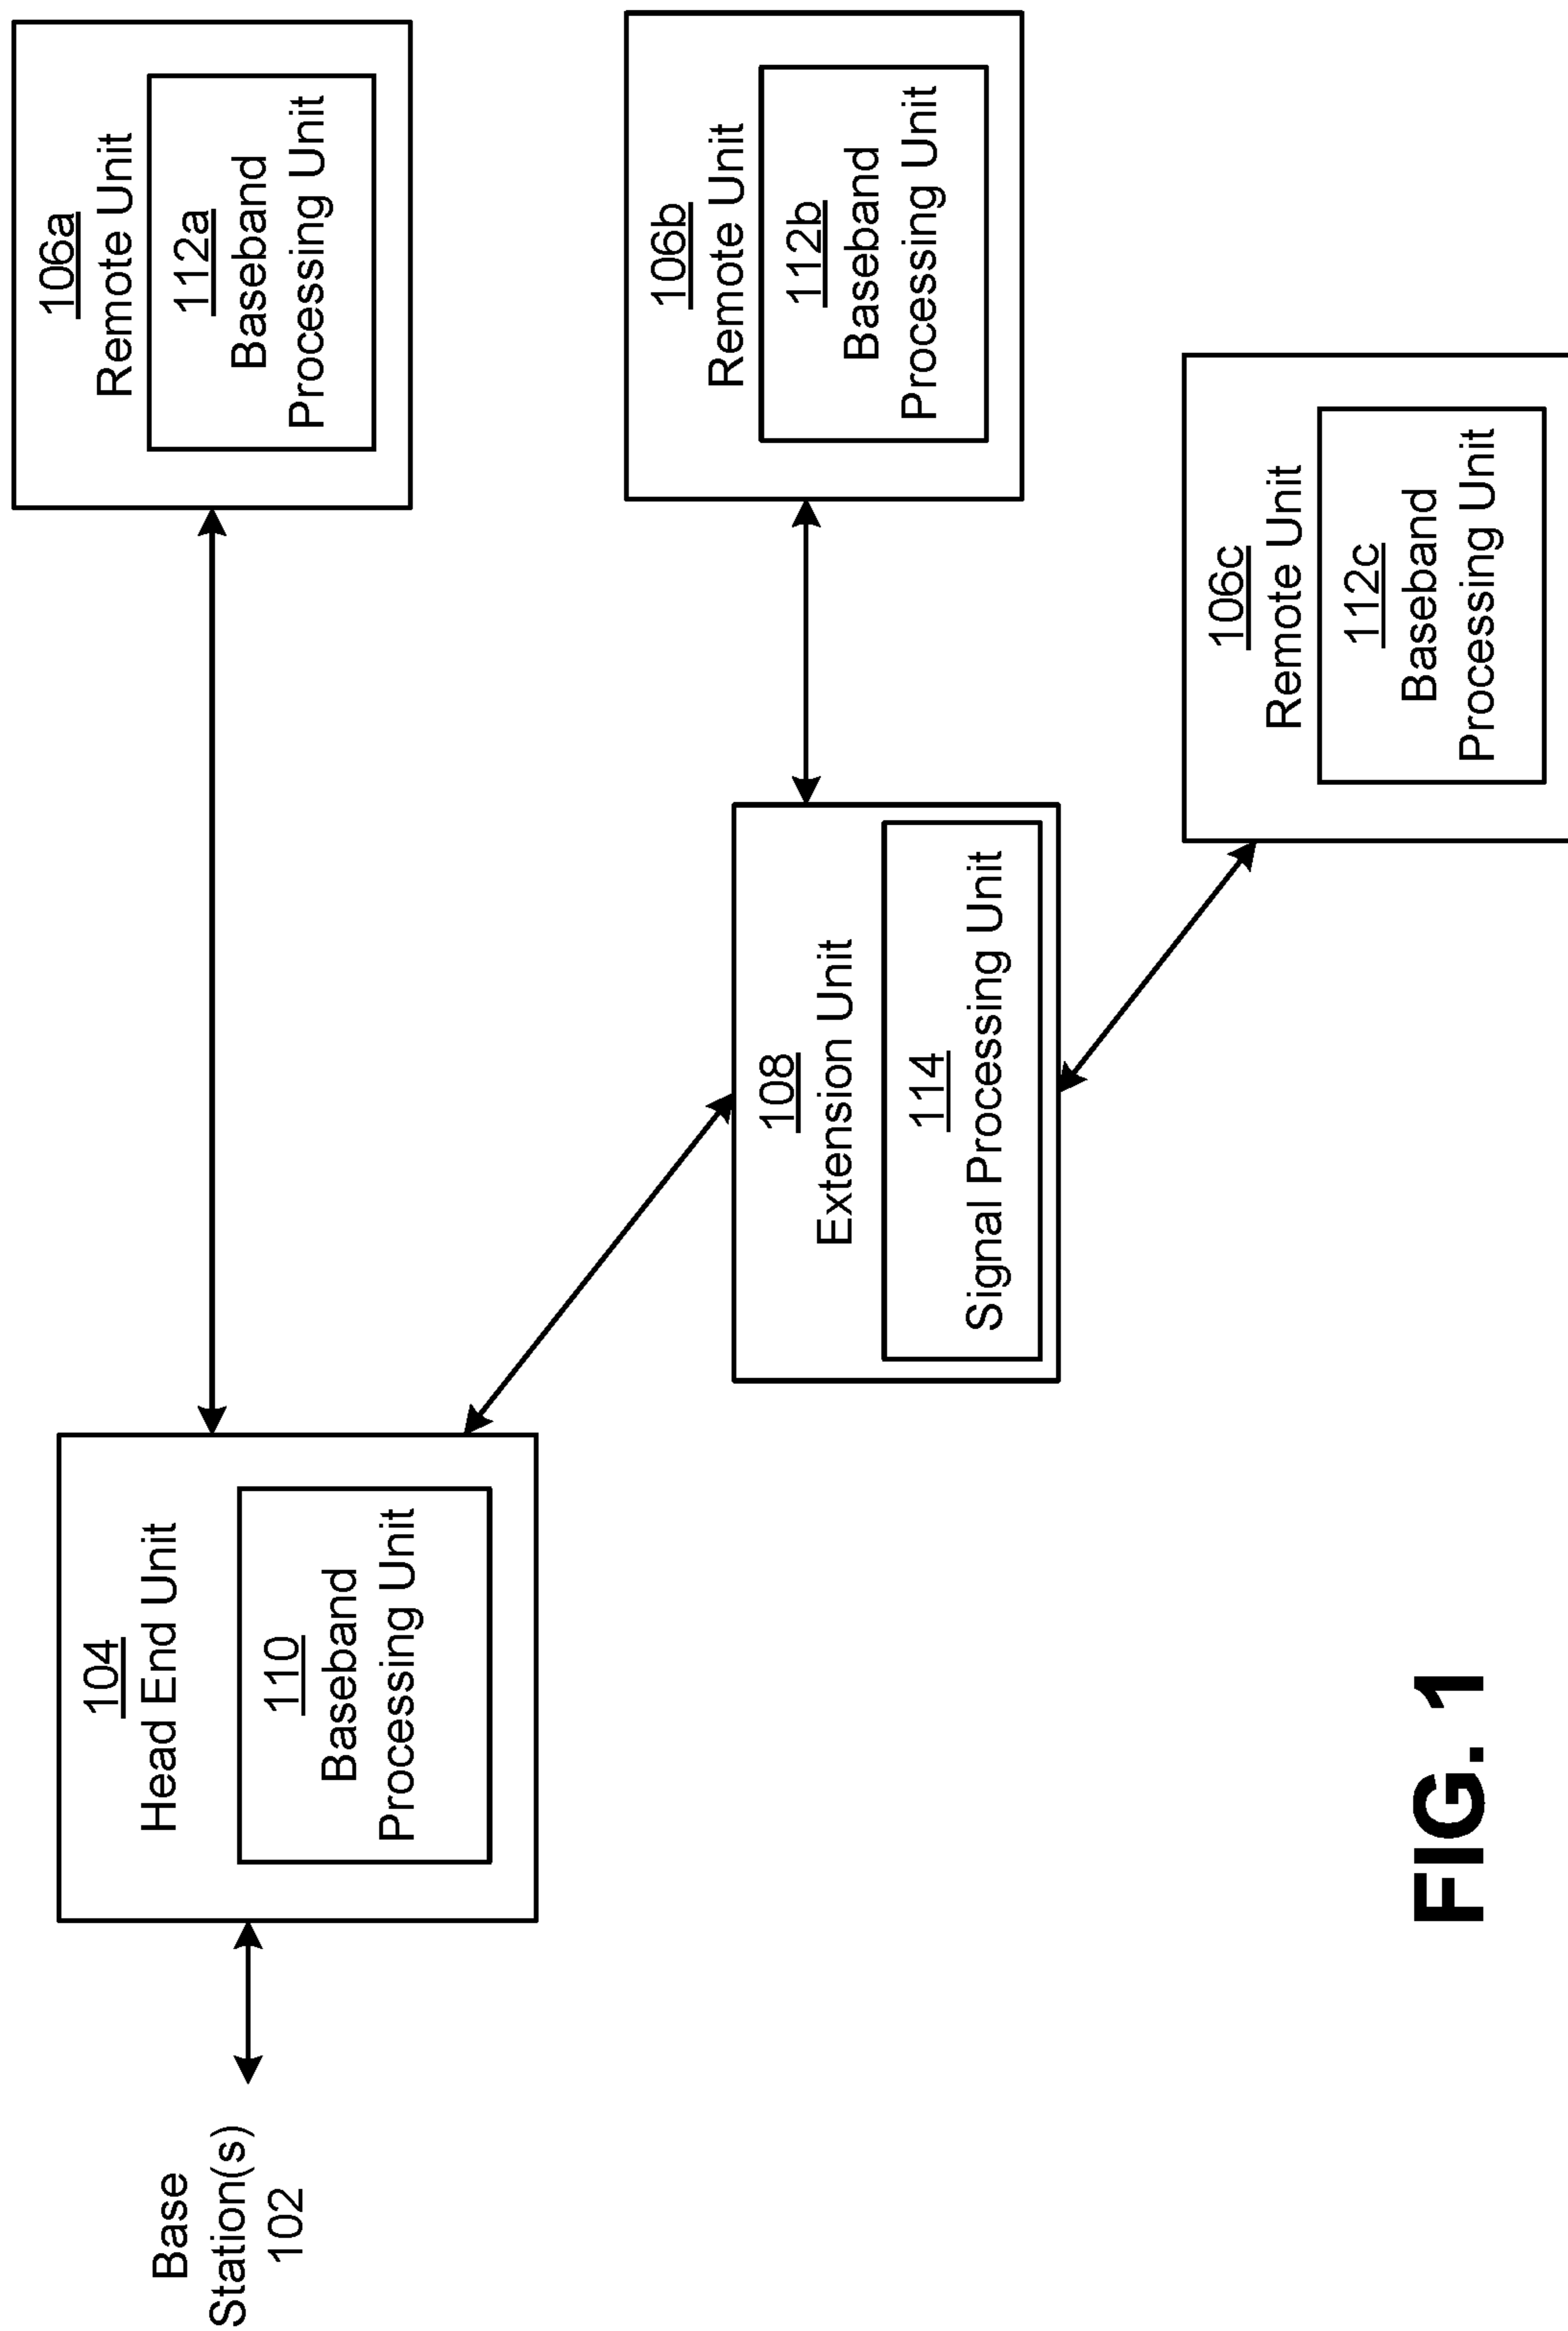 Base
Station(s)
102
104
Head End Unit
110
Baseband
Processing Unit
108
Extension Unit
114
Signal Processing Unit
106a
Remote Unit
112a
Baseband
Processing Unit
106b
Remote Unit
112b
Baseband
Processing Unit
106c
Remote Unit
112c
Baseband
Processing Unit
FIG. 1